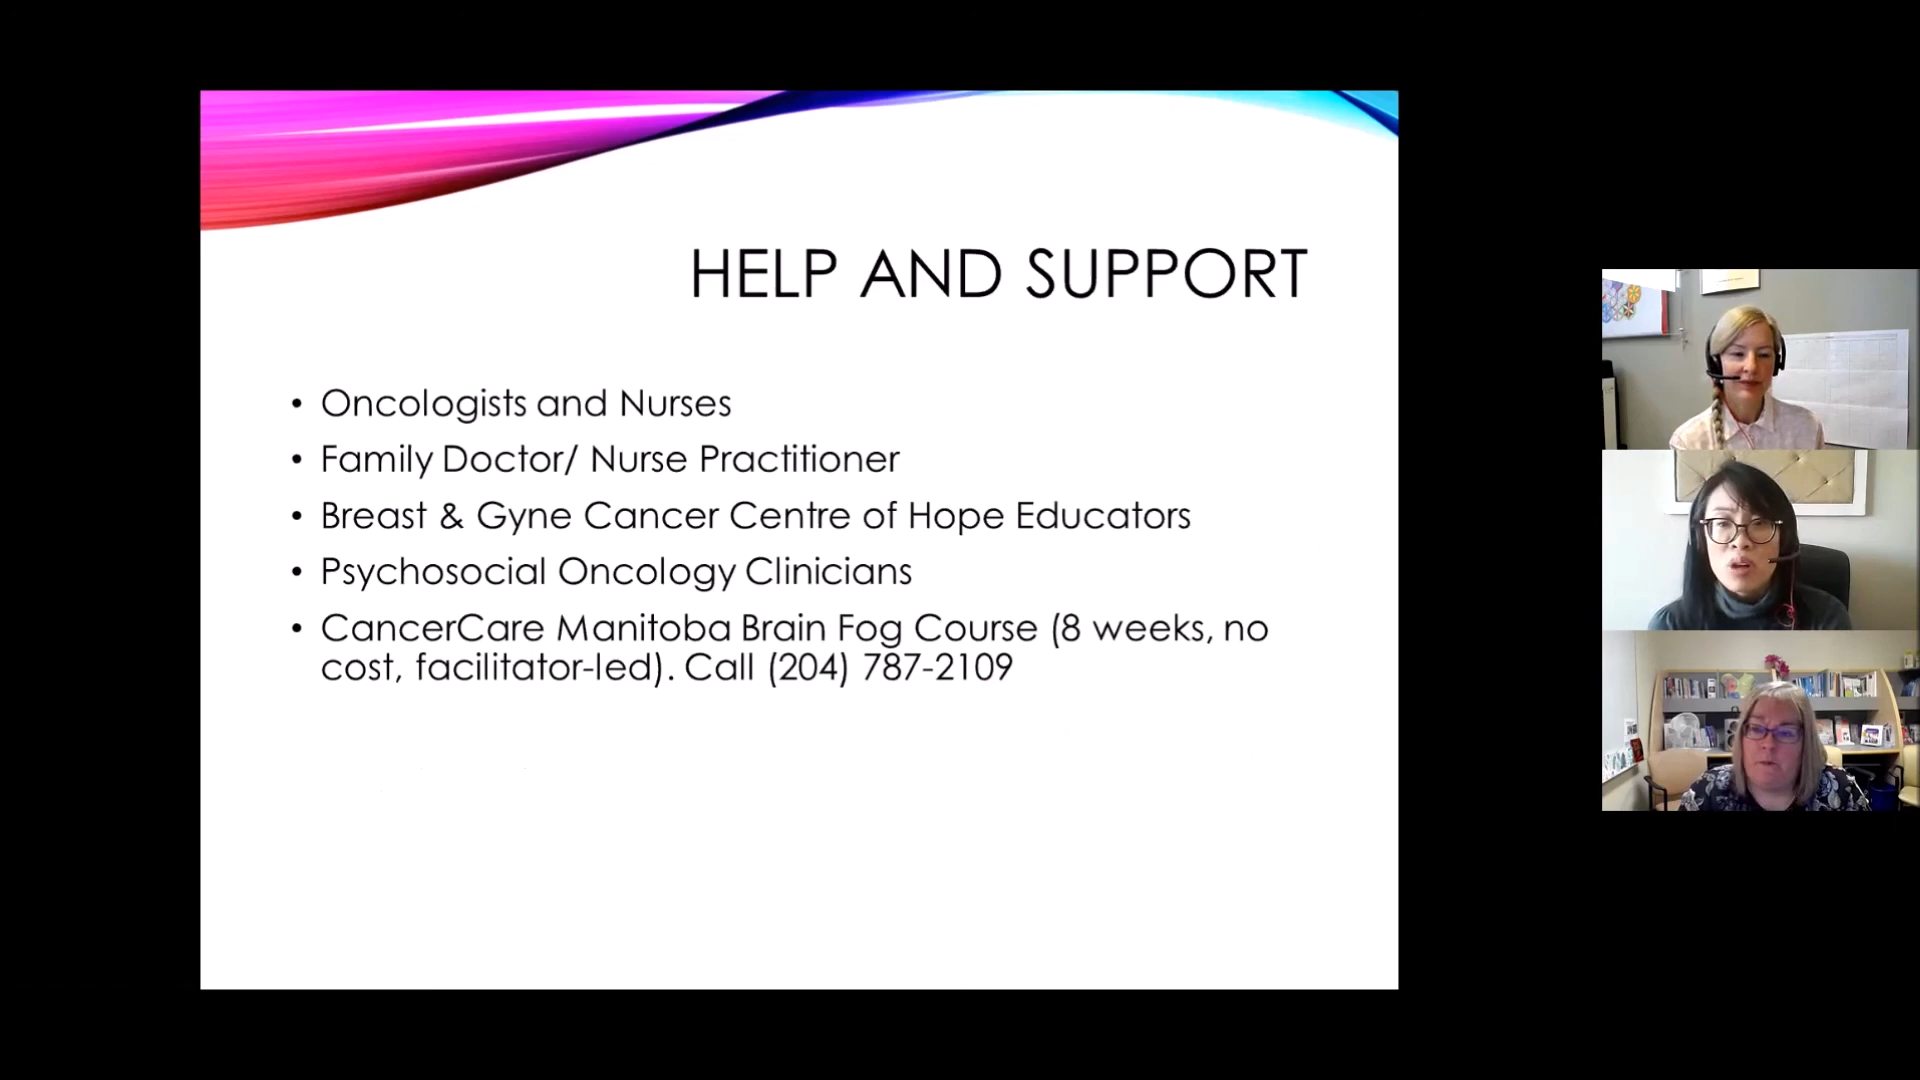 HELP AND SUPPORT
• Oncologists and Nurses
• Family Doctor/ Nurse Practitioner
• Breast & Gyne Cancer Centre of Hope Educators
• Psychosocial Oncology Clinicians
• CancerCare Manitoba Brain Fog Course (8 weeks, no
cost, facilitator-led). Call (204) 787-2109